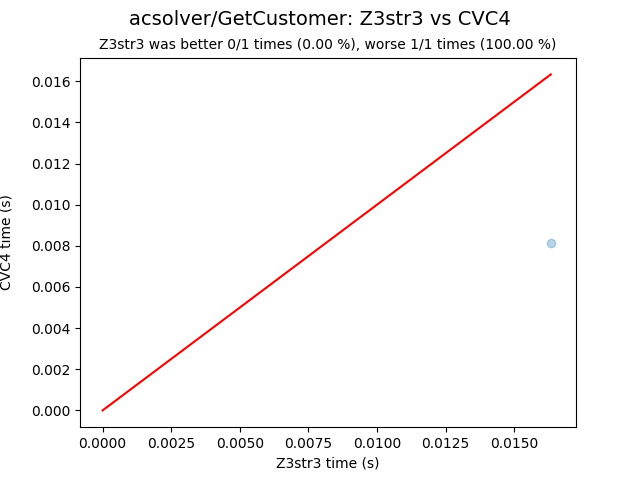 acsolver/GetCustomer: Z3str3 vs CVC4
Z3str3 was better 0/1 times (0.00 %), worse 1/1 times (100.00 %)
0.016
0.014
0.012
0.010
0.008
0.006
0.004
0.002
0.000
CVC4 time (s)
0.0000 0.0025 0.0050 0.0075 0.0100 0.0125 0.0150
Z3str3 time (s)